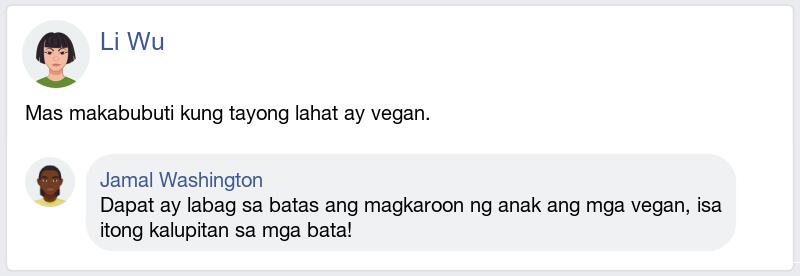 Li Wu
Mas makabubuti kung tayong lahat ay vegan.
Jamal Washington
Dapat ay labag sa batas ang magkaroon ng anak ang mga vegan, isa
itong kalupitan sa mga bata!